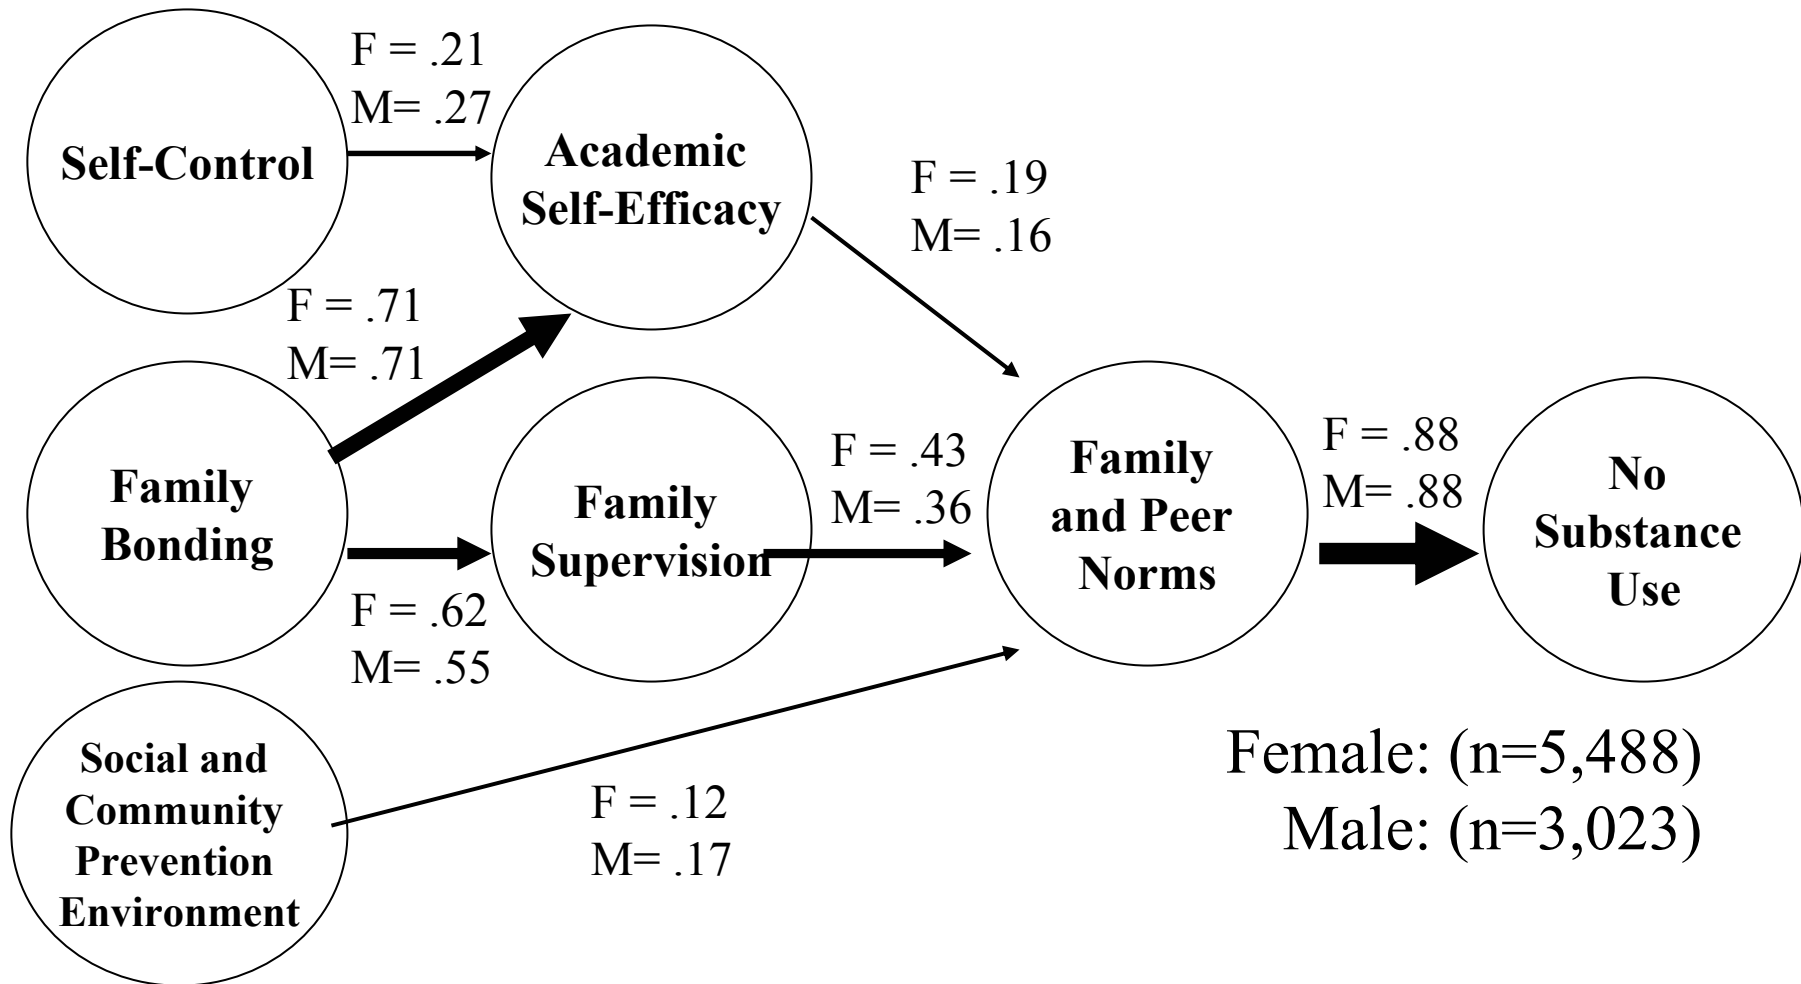 F = .21
M= .27
Self-Control
Academic
Self-Efficacy
F = .19
M= .16
F = .71
M= .71
Family
Bonding
F = .62
M= .55
Family
Supervision
F = .43
M= .36
Family
and Peer
Norms
F = .88
M= .88
No
Substance
Use
Social and
Community
Prevention
Environment
F = .12
M= .17
Female: (n=5,488)
Male: (n=3,023)